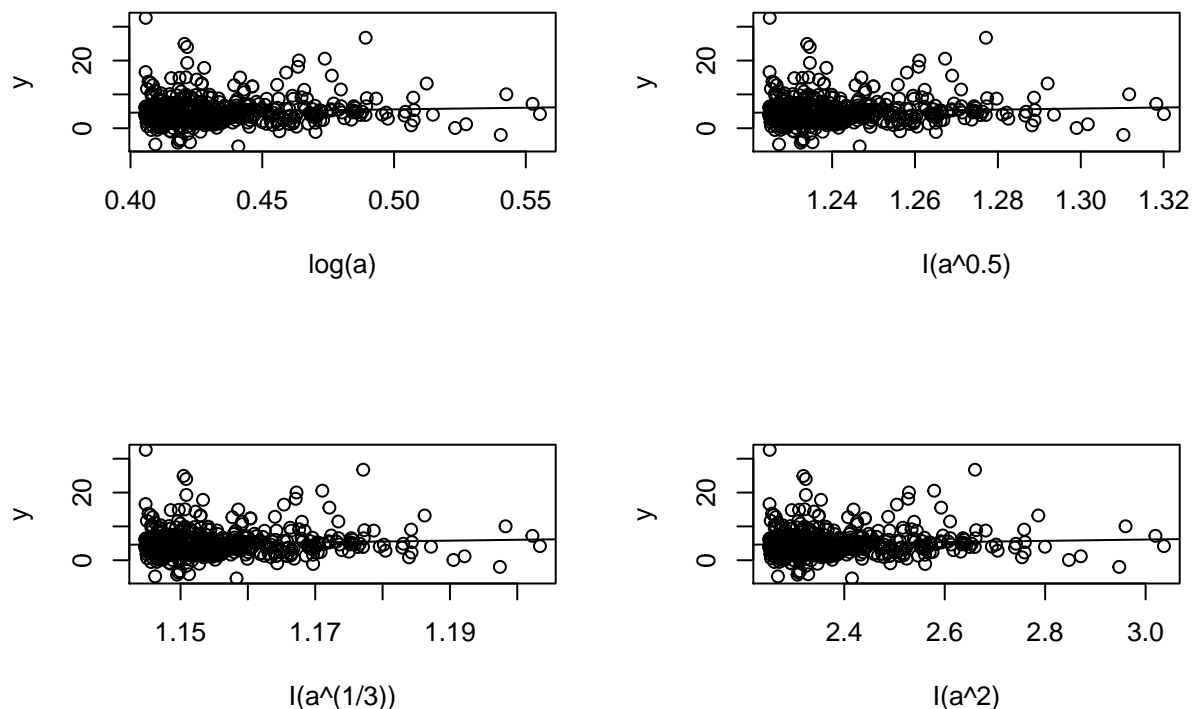 y
0 20
0.40 0.45 0.50 0.55
log(a)
y
0 20
1.24 1.26 1.28 1.30 1.32
I(a^0.5)
y
0 20
1.15 1.17 1.19
I(a^(1/3))
y
0 20
2.4 2.6 2.8 3.0
I(a^2)